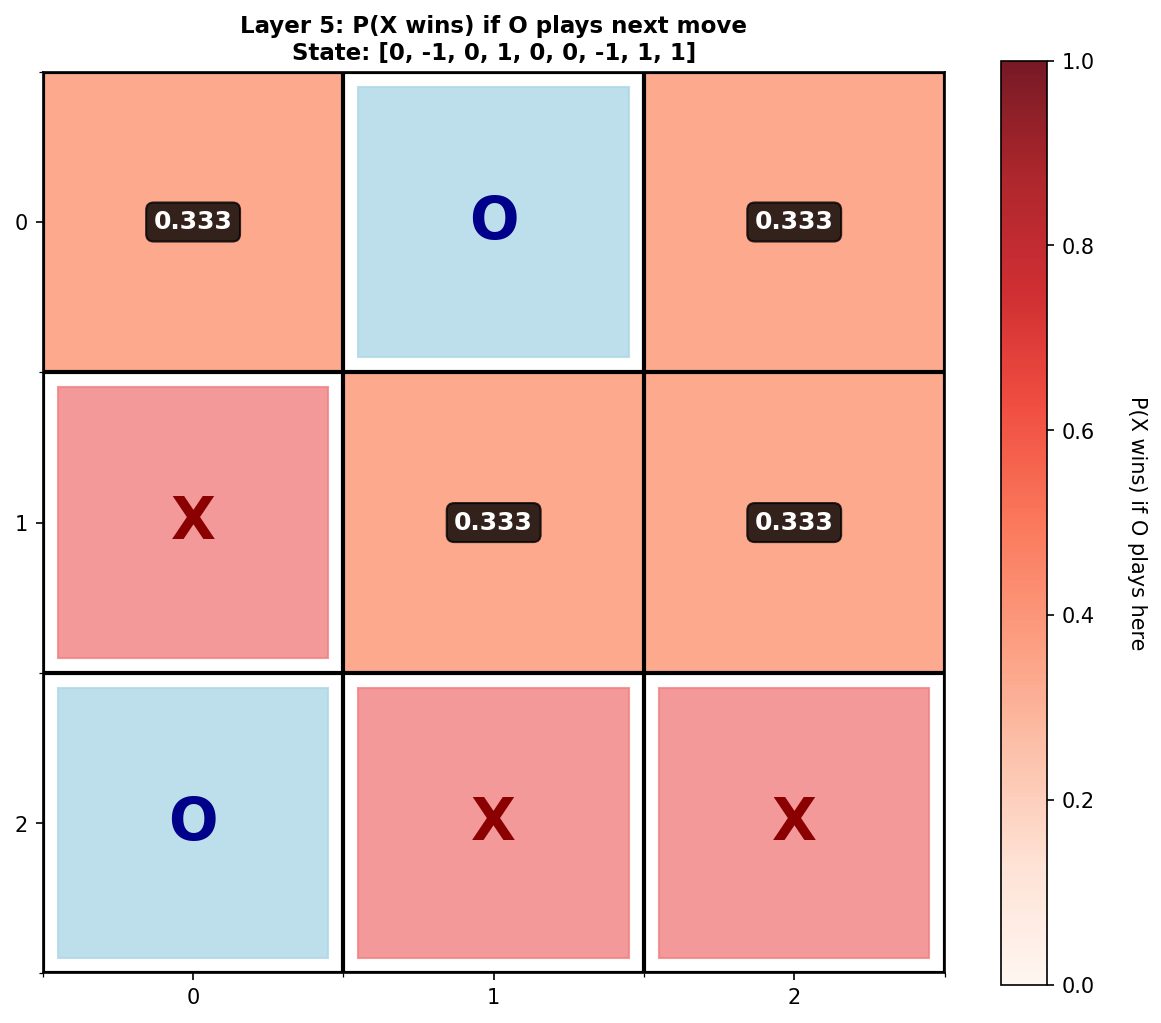 Layer 5: P(X wins) if O plays next move
State: [0, -1, 0, 1, 0, 0, -1, 1, 1]
0.333 O 0.333
0
X 0.333 0.333
1
O X X
2
0 1 2
1.0
0.8
0.6
0.4
0.2
0.0
P(X wins) if O plays here